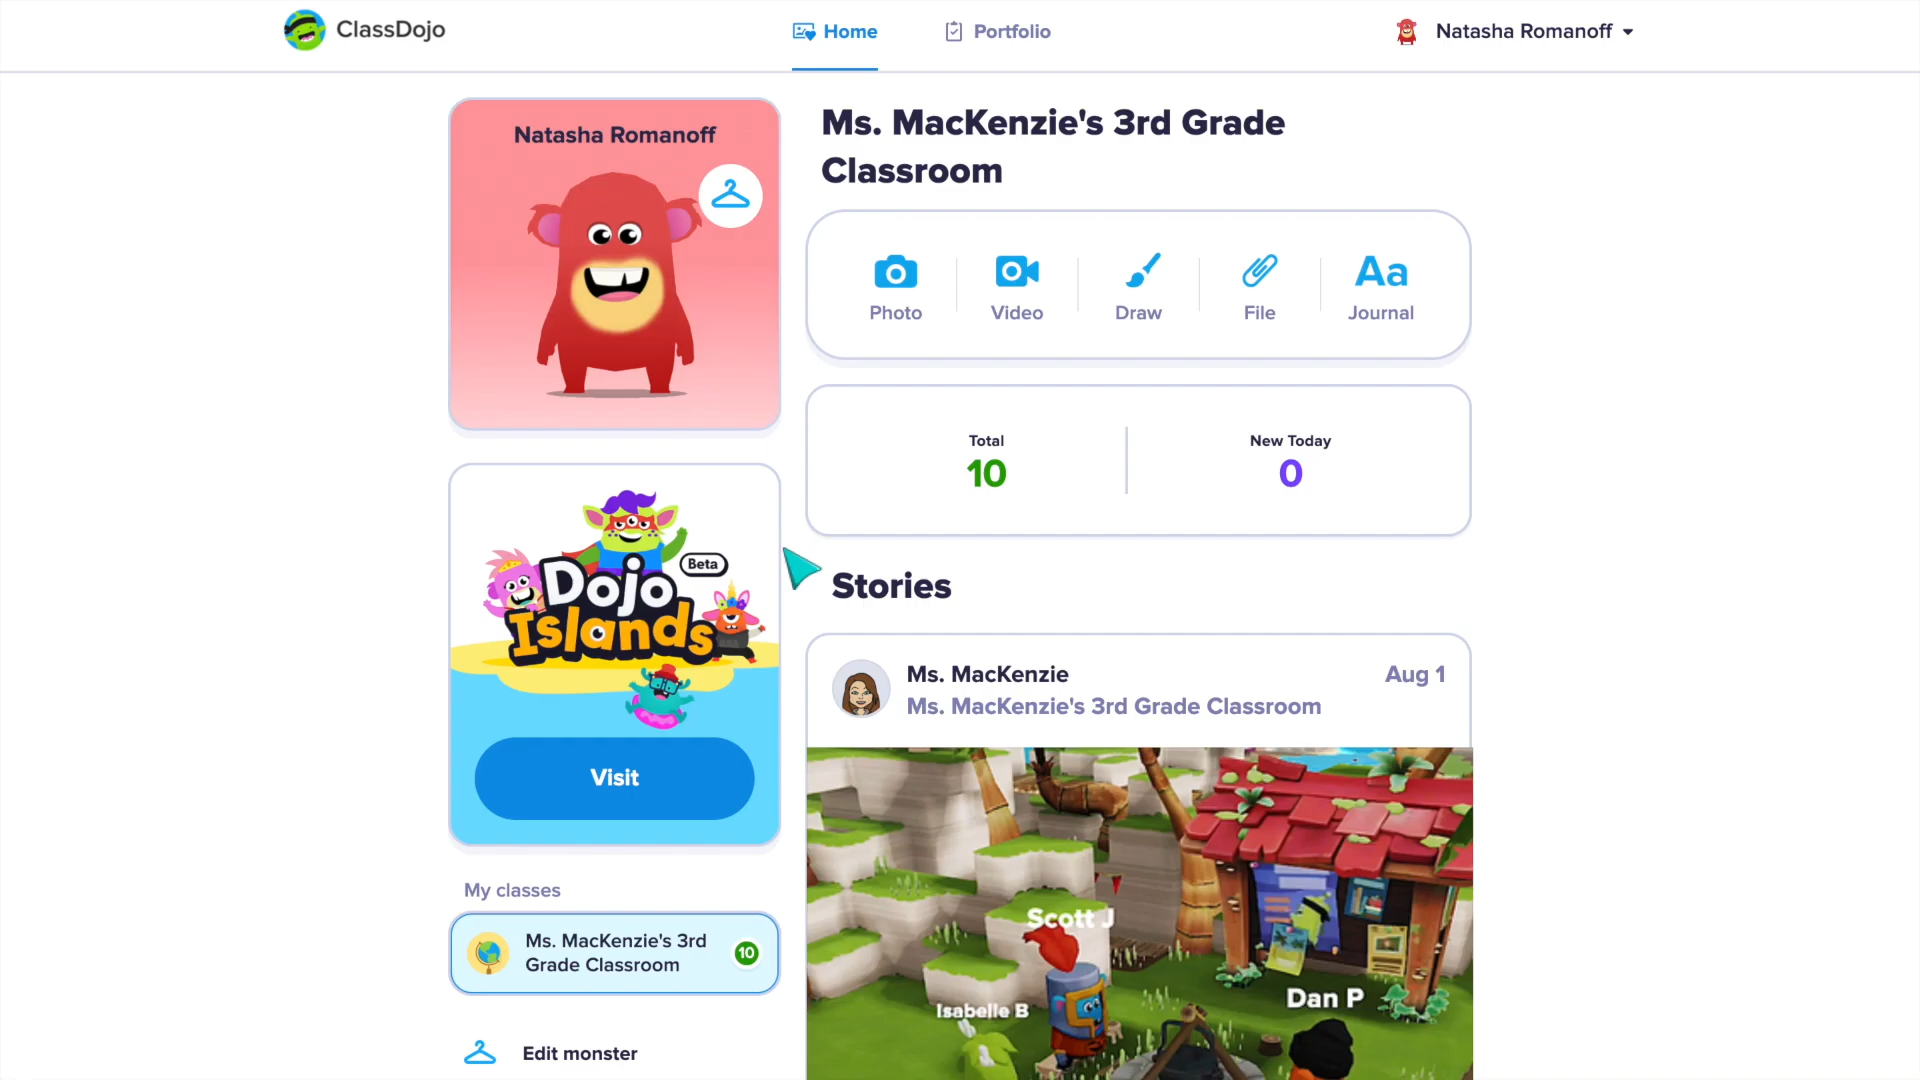 ClassDojo
Home
Portfolio
Natasha Romanoff
Natasha Romanoff
Ms. MacKenzie's 3rd Grade
Classroom
Photo
Video
Draw
File
Aa
Journal
Total
10
New Today
0
Dojo
Islands
Beta
Visit
Stories
Ms. MacKenzie
Aug 1
Ms. MacKenzie's 3rd Grade Classroom
Scott J
Isabelle B
Dan P
My classes
Ms. MacKenzie's 3rd
Grade Classroom
10
Edit monster